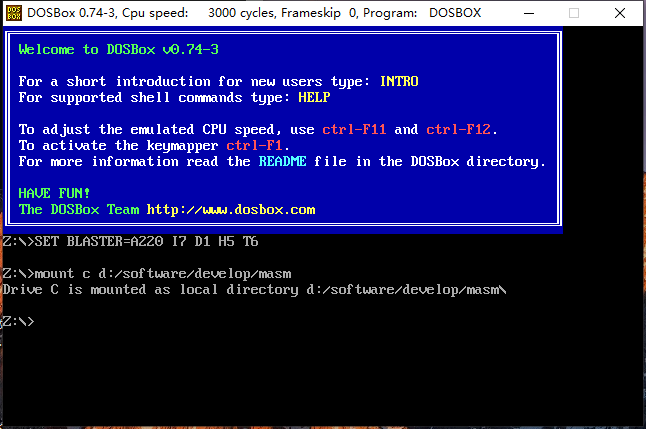 DOSBox 0.74-3, Cpu speed: 3000 cycles, Frameskip 0, Program: DOSBOX
Welcome to DOSBox v0.74-3
For a short introduction for new users type: INTRO
For supported shell commands type: HELP
To adjust the emulated CPU speed, use ctrl-F11 and ctrl-F12.
To activate the keymapper ctrl-F1.
For more information read the README file in the DOSBox directory.
HAVE FUN!
The DOSBox Team http://www.dosbox.com
Z:\>SET BLASTER=A220 I7 D1 H5 T6
Z:\>mount c d:/software/develop/masm
Drive C is mounted as local directory d:/software/develop/masm\
Z:\>